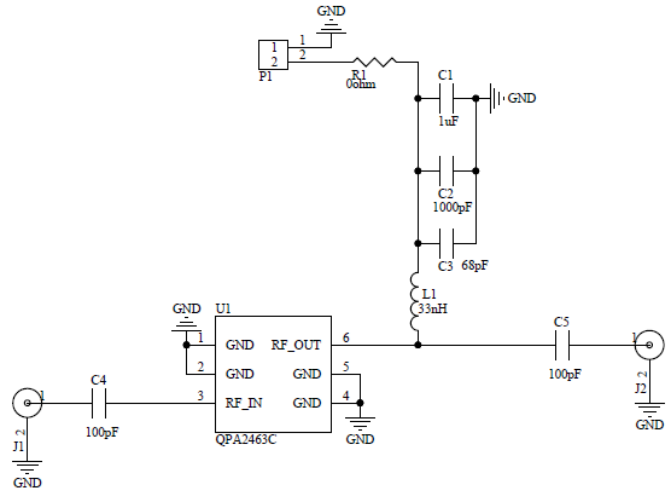 GND
1
1
2
2
P1
R1
0ohm
C1
1uF
GND
C2
1000pF
C3
68pF
L1
33nH
U1
GND
1
GND
RF_OUT
6
2
GND
GND
5
3
RF_IN
GND
4
QPA2463C
GND
C4
100pF
1
2
J1
GND
C5
100pF
1
2
J2
GND